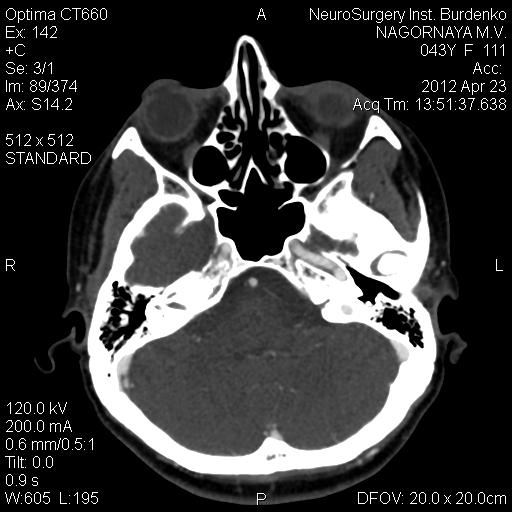 Optima CT660
Ex: 142
+C
Se: 3/1
Im: 89/374
Ax: S14.2
512 x 512
STANDARD
A
NeuroSurgery Inst. Burdenko
NAGORNAYA M.V.
043Y F 111
Acc:
2012 Apr 23
Acq Tm: 13:51:37.638
R
L
120.0 kV
200.0 mA
0.6 mm/0.5:1
Tilt: 0.0
0.9 s
W:605 L:195
P
DFOV: 20.0 x 20.0cm